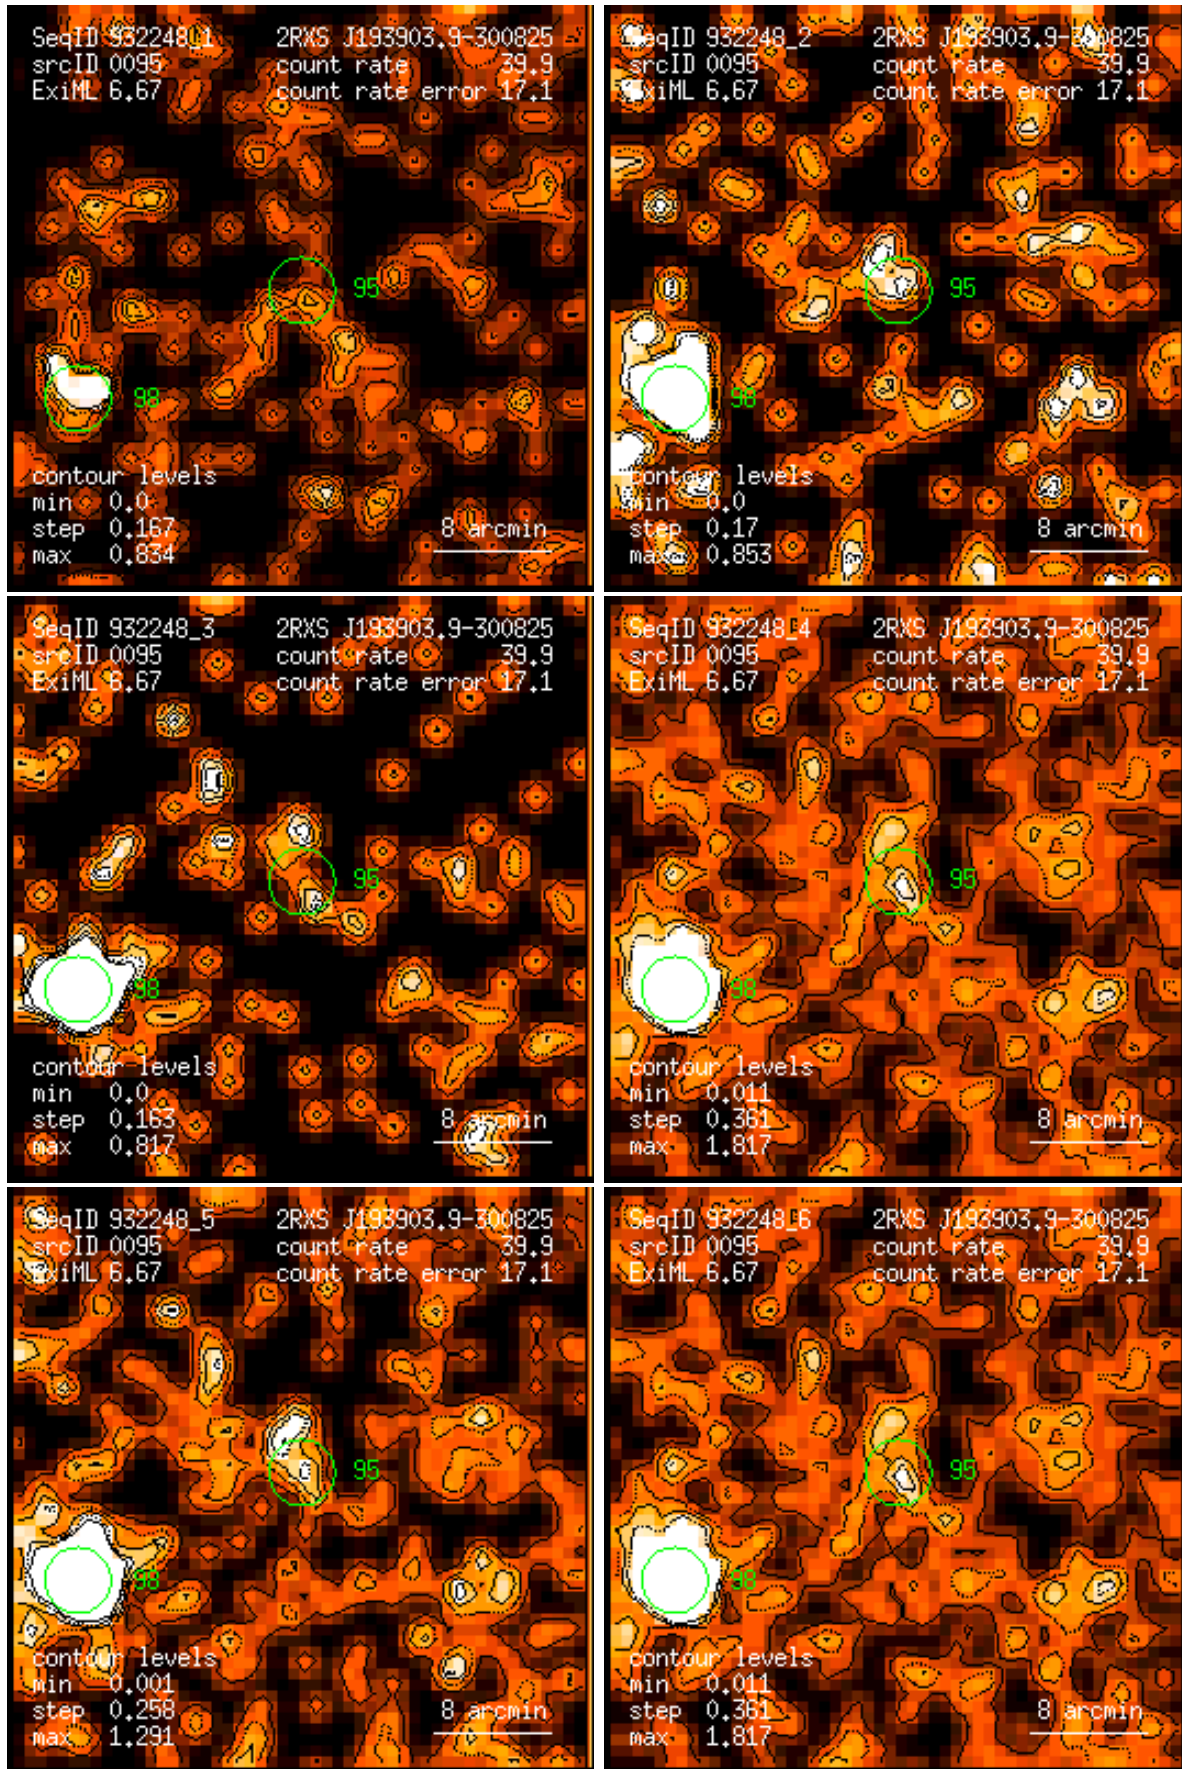 SeqID 932248_1 2RXS J193903.9-300825
srcID 0095 count rate 39.9
ExiML 6.67 count rate error 17.1
95
98
contour levels
min 0.0
step 0.167
max 0.834
8 arcmin
SeqID 932248_2 2RXS J193903.9-300825
srcID 0095 count rate 39.9
ExiML 6.67 count rate error 17.1
95
98
contour levels
min 0.0
step 0.17
max 0.853
8 arcmin
SeqID 932248_3 2RXS J193903.9-300825
srcID 0095 count rate 39.9
ExiML 6.67 count rate error 17.1
95
98
contour levels
min 0.0
step 0.163
max 0.817
8 arcmin
SeqID 932248_4 2RXS J193903.9-300825
srcID 0095 count rate 39.9
ExiML 6.67 count rate error 17.1
95
98
contour levels
min 0.011
step 0.361
max 1.817
8 arcmin
SeqID 932248_5 2RXS J193903.9-300825
srcID 0095 count rate 39.9
ExiML 6.67 count rate error 17.1
95
98
contour levels
min 0.001
step 0.258
max 1.291
8 arcmin
SeqID 932248_6 2RXS J193903.9-300825
srcID 0095 count rate 39.9
ExiML 6.67 count rate error 17.1
95
98
contour levels
min 0.011
step 0.361
max 1.817
8 arcmin